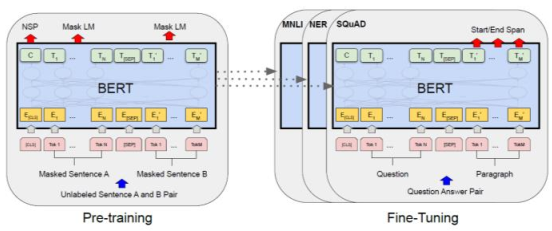 NSP Mask LM Mask LM
C T1 ... TN T[SEP] T1' ... TM'
BERT
E[CLS] E1 ... EN E[SEP] E1' ... EM'
[CLS] Tok 1 ... Tok N [SEP] Tok 1 ... TokM
Masked Sentence A Masked Sentence B
Unlabeled Sentence A and B Pair
Pre-training
MNLI NER SQuAD
Start/End Span
C T1 ... TN T[SEP] T1' ... TM'
BERT
E[CLS] E1 ... EN E[SEP] E1' ... EM'
[CLS] Tok 1 ... Tok N [SEP] Tok 1 ... TokM
Question Paragraph
Question Answer Pair
Fine-Tuning